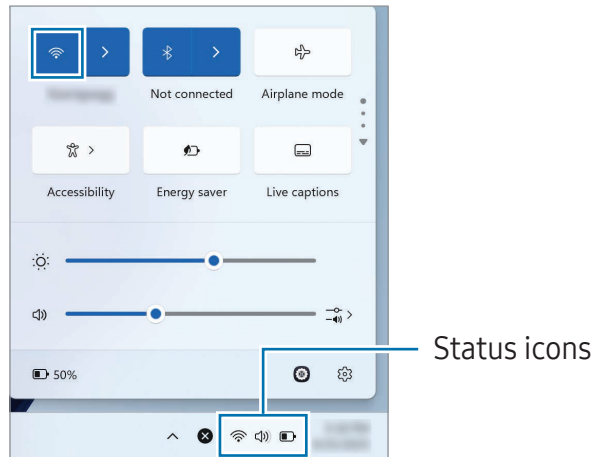 Not connected
Airplane mode
Accessibility
Energy saver
Live captions
50%
Status icons